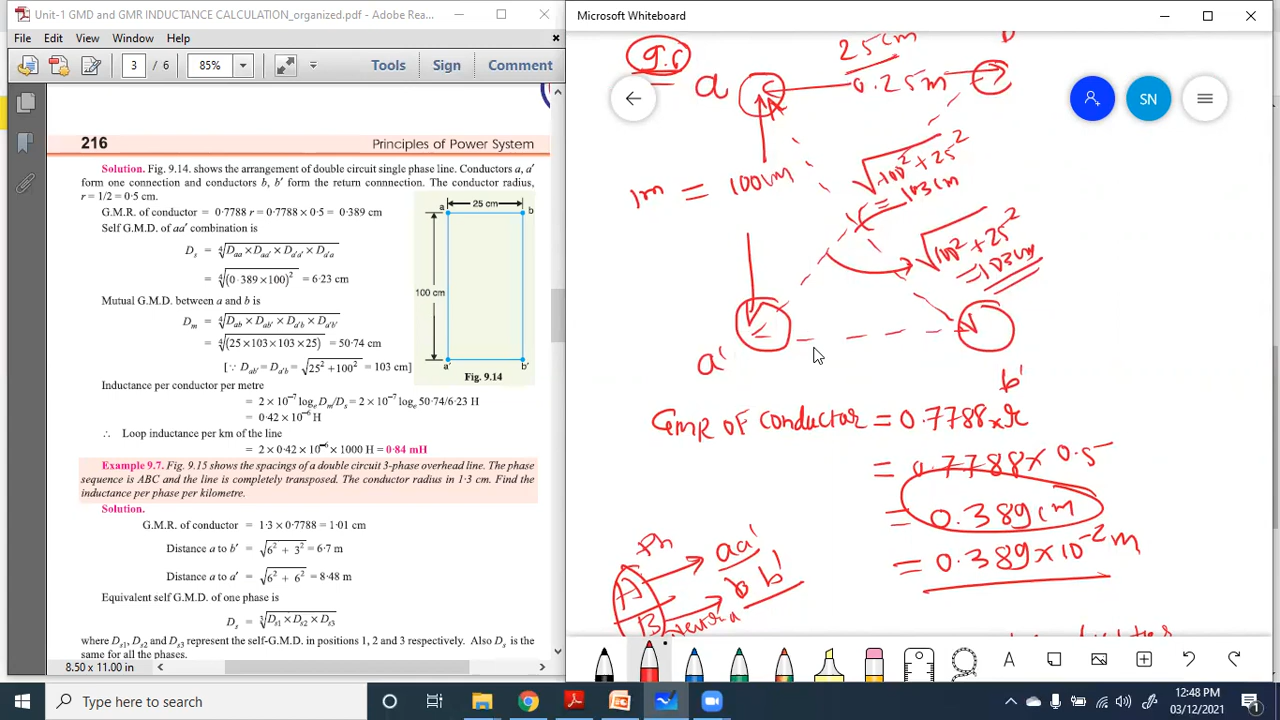 Unit-1 GMD and GMR INDUCTANCE CALCULATION_organized.pdf - Adobe Rea...
File Edit View Window Help
3 / 6 85%
Tools Sign Comment
216 Principles of Power System
Solution. Fig. 9.14. shows the arrangement of double circuit single phase line. Conductors a, a′
form one connection and conductors b, b′ form the return connnection. The conductor radius,
r = 1/2 = 0·5 cm.
G.M.R. of conductor = 0·7788 r = 0·7788 × 0·5 = 0·389 cm
Self G.M.D. of aa′ combination is
Ds = ∜(Daa × Daa′ × Da′a′ × Da′a)
= ∜(0·389 × 100)² = 6·23 cm
Mutual G.M.D. between a and b is
Dm = ∜(Dab × Dab′ × Da′b × Da′b′)
= ∜(25 × 103 × 103 × 25) = 50·74 cm
[∵ Dab′ = Da′b = √(25² + 100²) = 103 cm]
Inductance per conductor per metre
= 2 × 10⁻⁷ logₑ Dm/Ds = 2 × 10⁻⁷ logₑ 50·74/6·23 H
= 0·42 × 10⁻⁶ H
∴ Loop inductance per km of the line
= 2 × 0·42 × 10⁻⁶ × 1000 H = 0·84 mH
a 25 cm b
100 cm
a′ b′
Fig. 9.14
Example 9.7. Fig. 9.15 shows the spacings of a double circuit 3-phase overhead line. The phase
sequence is ABC and the line is completely transposed. The conductor radius in 1·3 cm. Find the
inductance per phase per kilometre.
Solution.
G.M.R. of conductor = 1·3 × 0·7788 = 1·01 cm
Distance a to b′ = √(6² + 3²) = 6·7 m
Distance a to a′ = √(6² + 6²) = 8·48 m
Equivalent self G.M.D. of one phase is
Ds = ∛(Ds1 × Ds2 × Ds3)
where Ds1, Ds2 and Ds3 represent the self-G.M.D. in positions 1, 2 and 3 respectively. Also Ds is the
same for all the phases.
8.50 x 11.00 in
Microsoft Whiteboard
SN
9.6
25cm
a 0.25m
1m = 100cm
√100²+25²
= 103cm
√100²+25²
= 103cm
a'
b'
GMR OF conductor = 0.7788×r
= 0.7788 × 0.5
= 0.389cm
= 0.389×10⁻²m
Ph
A aa'
B bb'
Type here to search
12:48 PM
03/12/2021